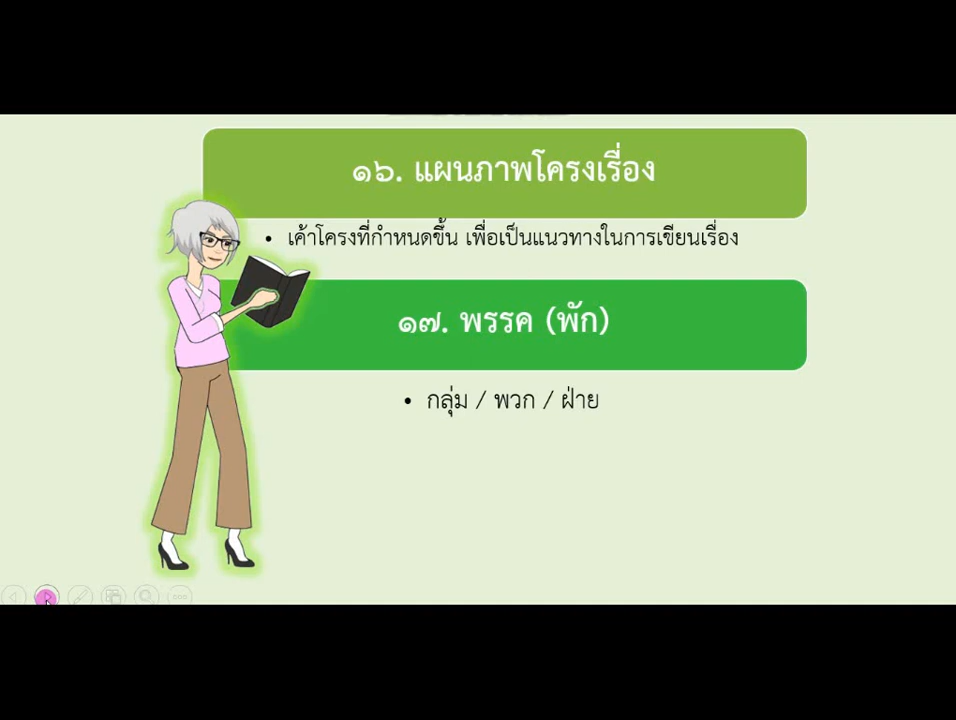 ๑๖. แผนภาพโครงเรื่อง
• เค้าโครงที่กำหนดขึ้น เพื่อเป็นแนวทางในการเขียนเรื่อง
๑๗. พรรค (พัก)
• กลุ่ม / พวก / ฝ่าย